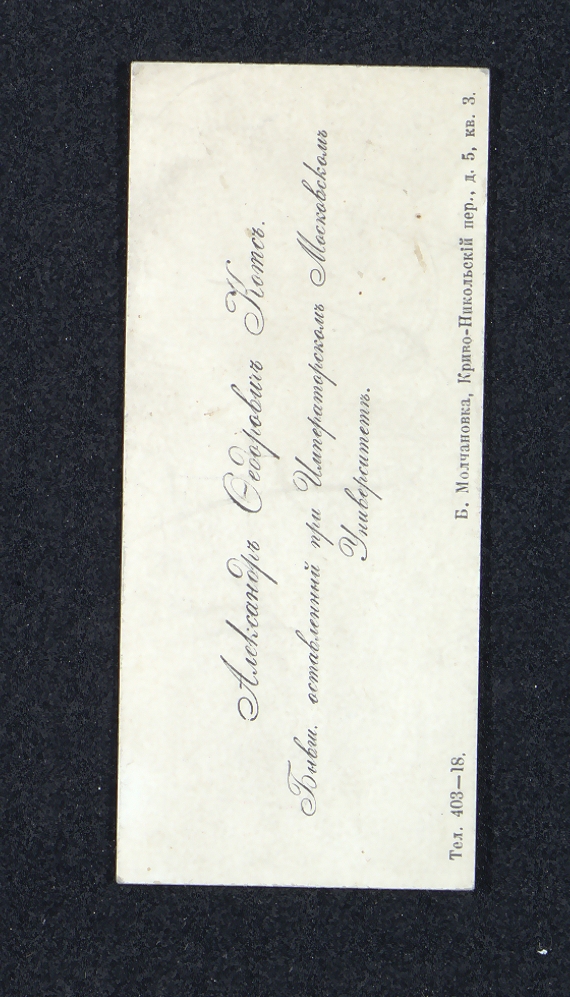 Александръ Ѳедоровичъ Котсъ.
Бывш. оставленный при Императорскомъ Московскомъ
Университетѣ.
Тел. 403—18.
Б. Молчановка, Криво-Никольскій пер., д. 5, кв. 3.